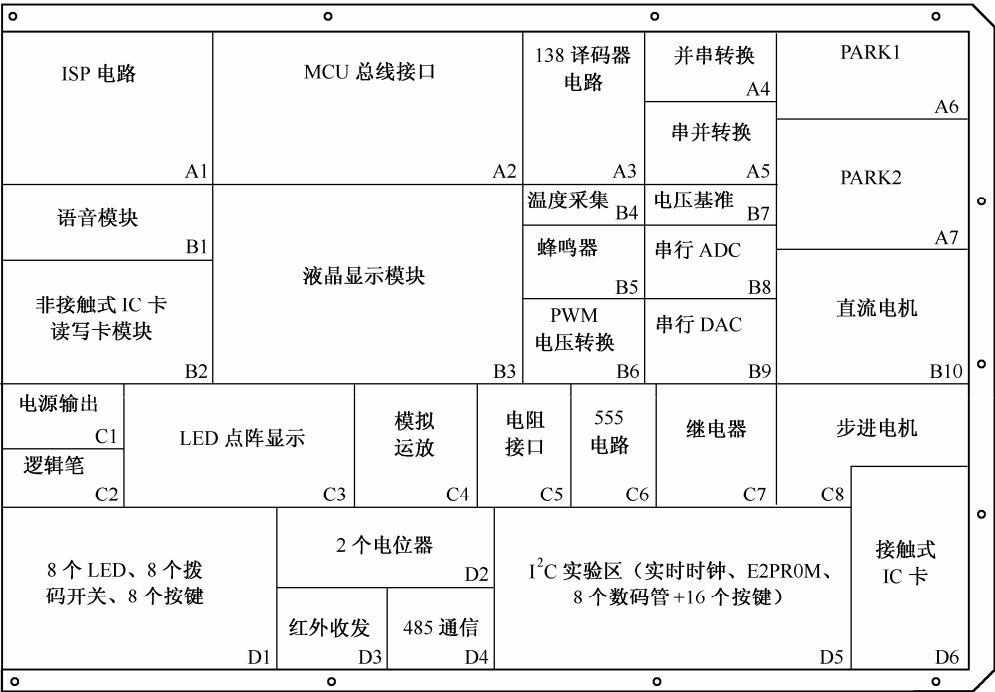 ISP 电路
A1
MCU 总线接口
A2
138 译码器
电路
A3
并串转换
A4
串并转换
A5
PARK1
A6
PARK2
A7
语音模块
B1
非接触式 IC 卡
读写卡模块
B2
液晶显示模块
B3
温度采集
B4
蜂鸣器
B5
PWM
电压转换
B6
电压基准
B7
串行 ADC
B8
串行 DAC
B9
直流电机
B10
电源输出
C1
逻辑笔
C2
LED 点阵显示
C3
模拟
运放
C4
电阻
接口
C5
555
电路
C6
继电器
C7
步进电机
C8
8 个 LED、8 个拨
码开关、8 个按键
D1
2 个电位器
D2
红外收发
D3
485 通信
D4
I²C 实验区（实时时钟、E2PR0M、
8 个数码管+16 个按键）
D5
接触式
IC 卡
D6